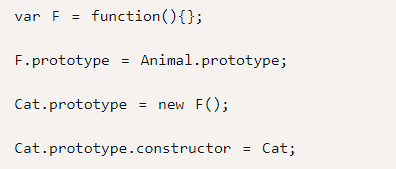 var F = function(){};
F.prototype = Animal.prototype;
Cat.prototype = new F();
Cat.prototype.constructor = Cat;